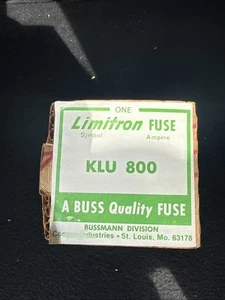 ONE
Limitron FUSE
Symbol Ampere
KLU 800
A BUSS Quality FUSE
BUSSMANN DIVISION
Industries • St. Louis, Mo. 63178